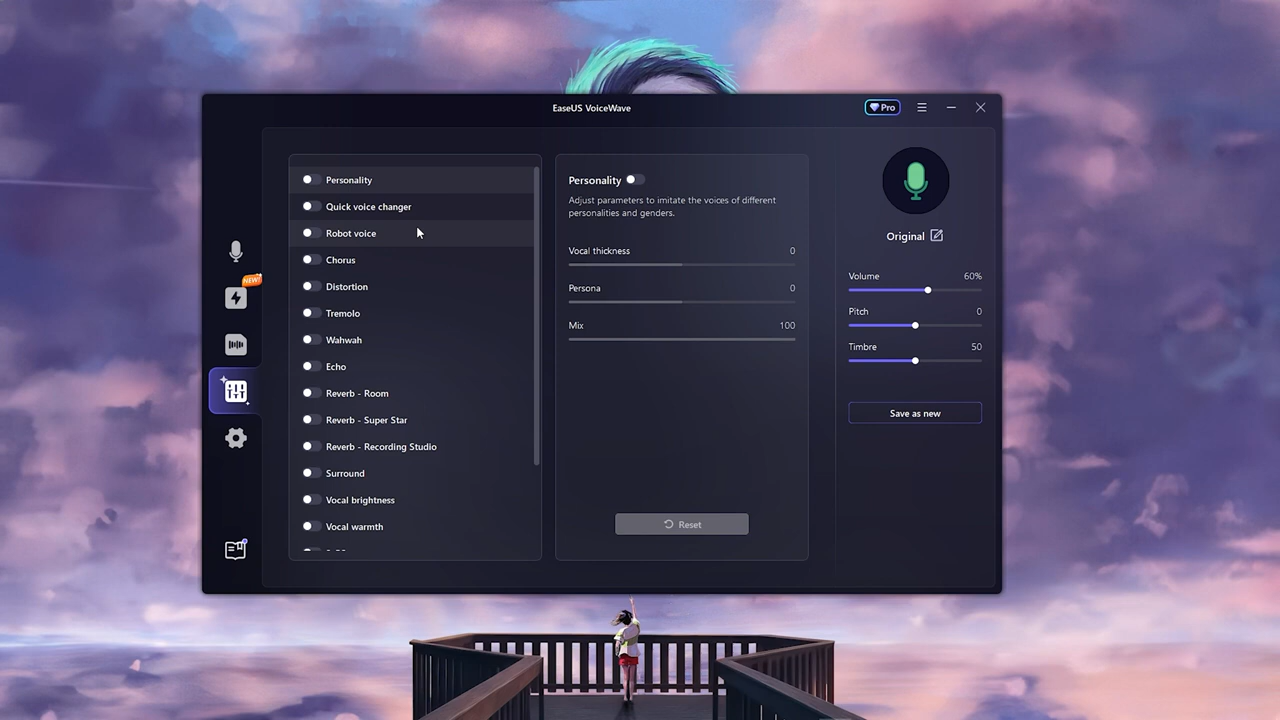 EaseUS VoiceWave
Pro
NEW!
Personality
Quick voice changer
Robot voice
Chorus
Distortion
Tremolo
Wahwah
Echo
Reverb - Room
Reverb - Super Star
Reverb - Recording Studio
Surround
Vocal brightness
Vocal warmth
Personality
Adjust parameters to imitate the voices of different
personalities and genders.
Vocal thickness 0
Persona 0
Mix 100
Reset
Original
Volume 60%
Pitch 0
Timbre 50
Save as new